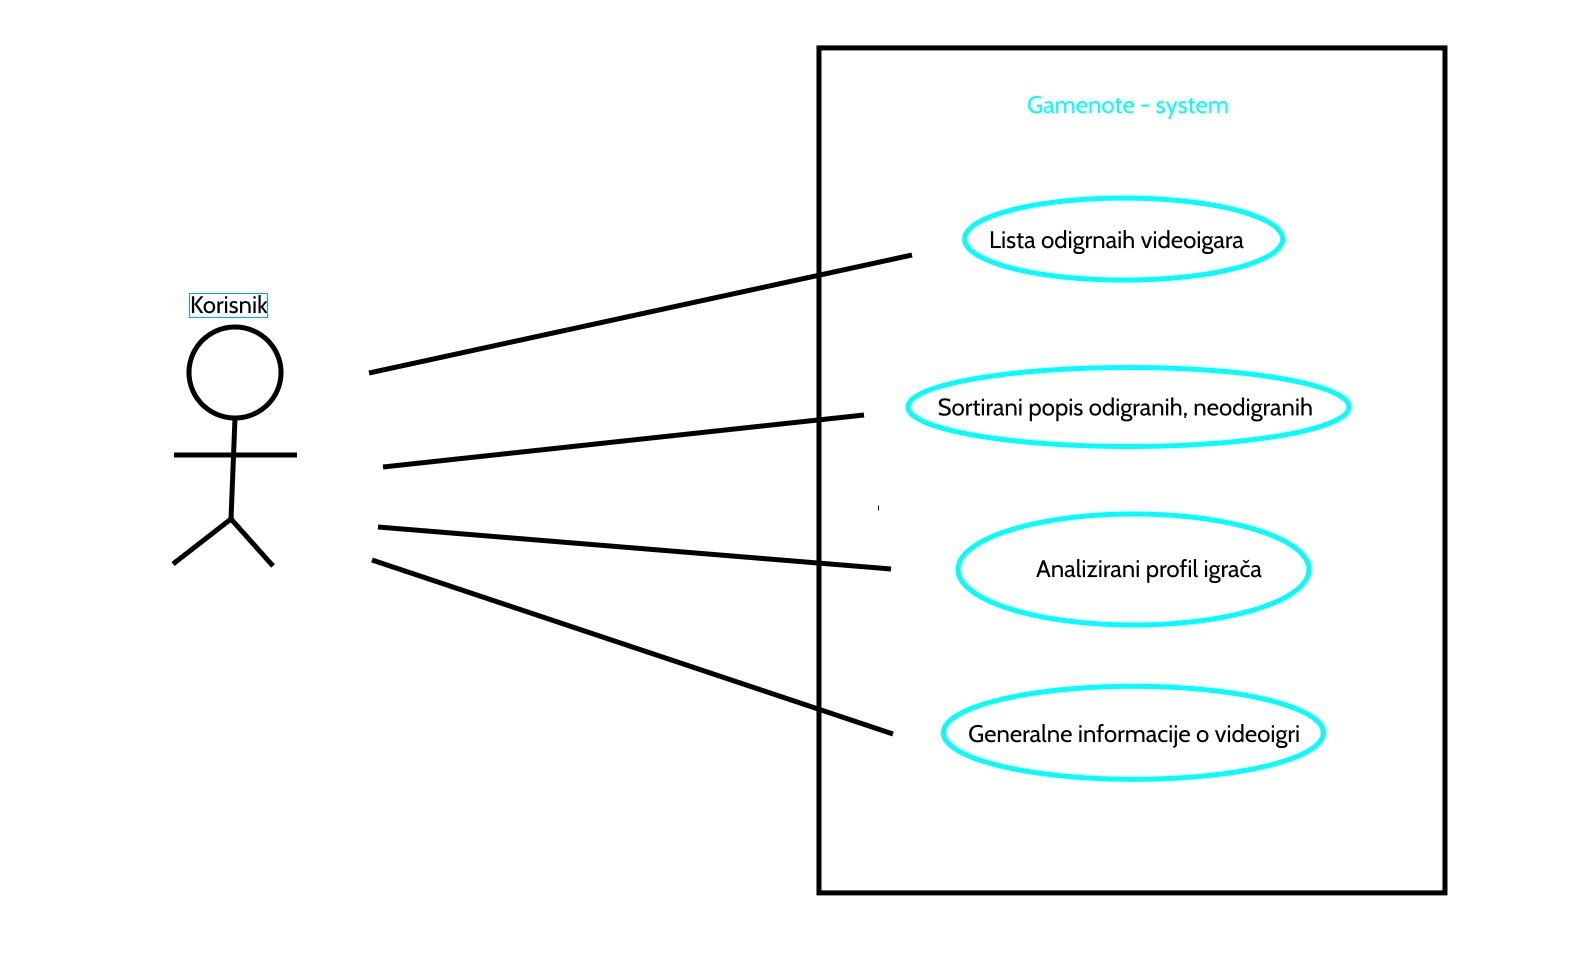 Gamenote - system
Lista odigrnaih videoigara
Korisnik
Sortirani popis odigranih, neodigranih
Analizirani profil igrača
Generalne informacije o videoigri